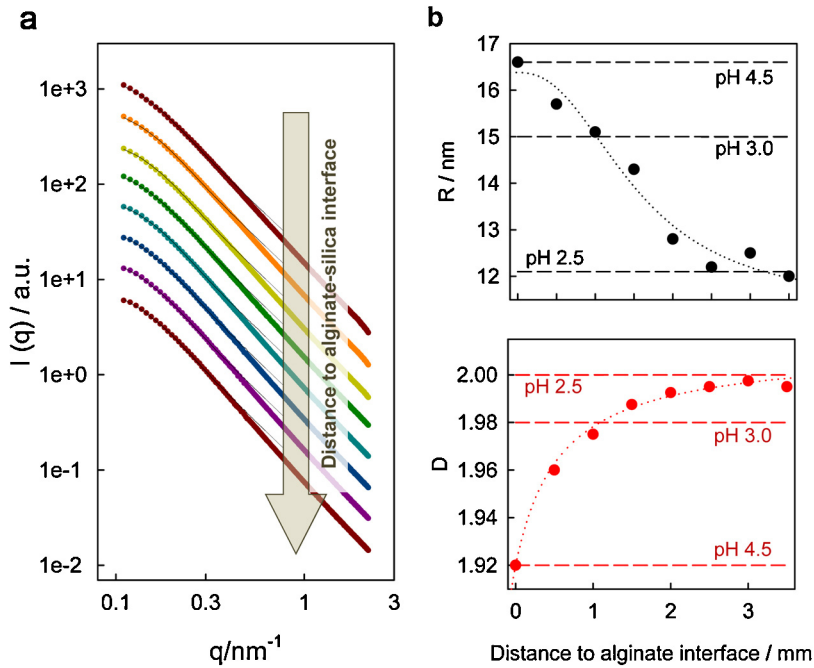 a
1e+3
1e+2
1e+1
1e+0
1e-1
1e-2
I (q) / a.u.
0.1
0.3
1
3
q/nm-1
Distance to alginate-silica interface
b
17
16
15
14
13
12
R / nm
pH 4.5
pH 3.0
pH 2.5
2.00
1.98
1.96
1.94
1.92
D
pH 2.5
pH 3.0
pH 4.5
0
1
2
3
Distance to alginate interface / mm